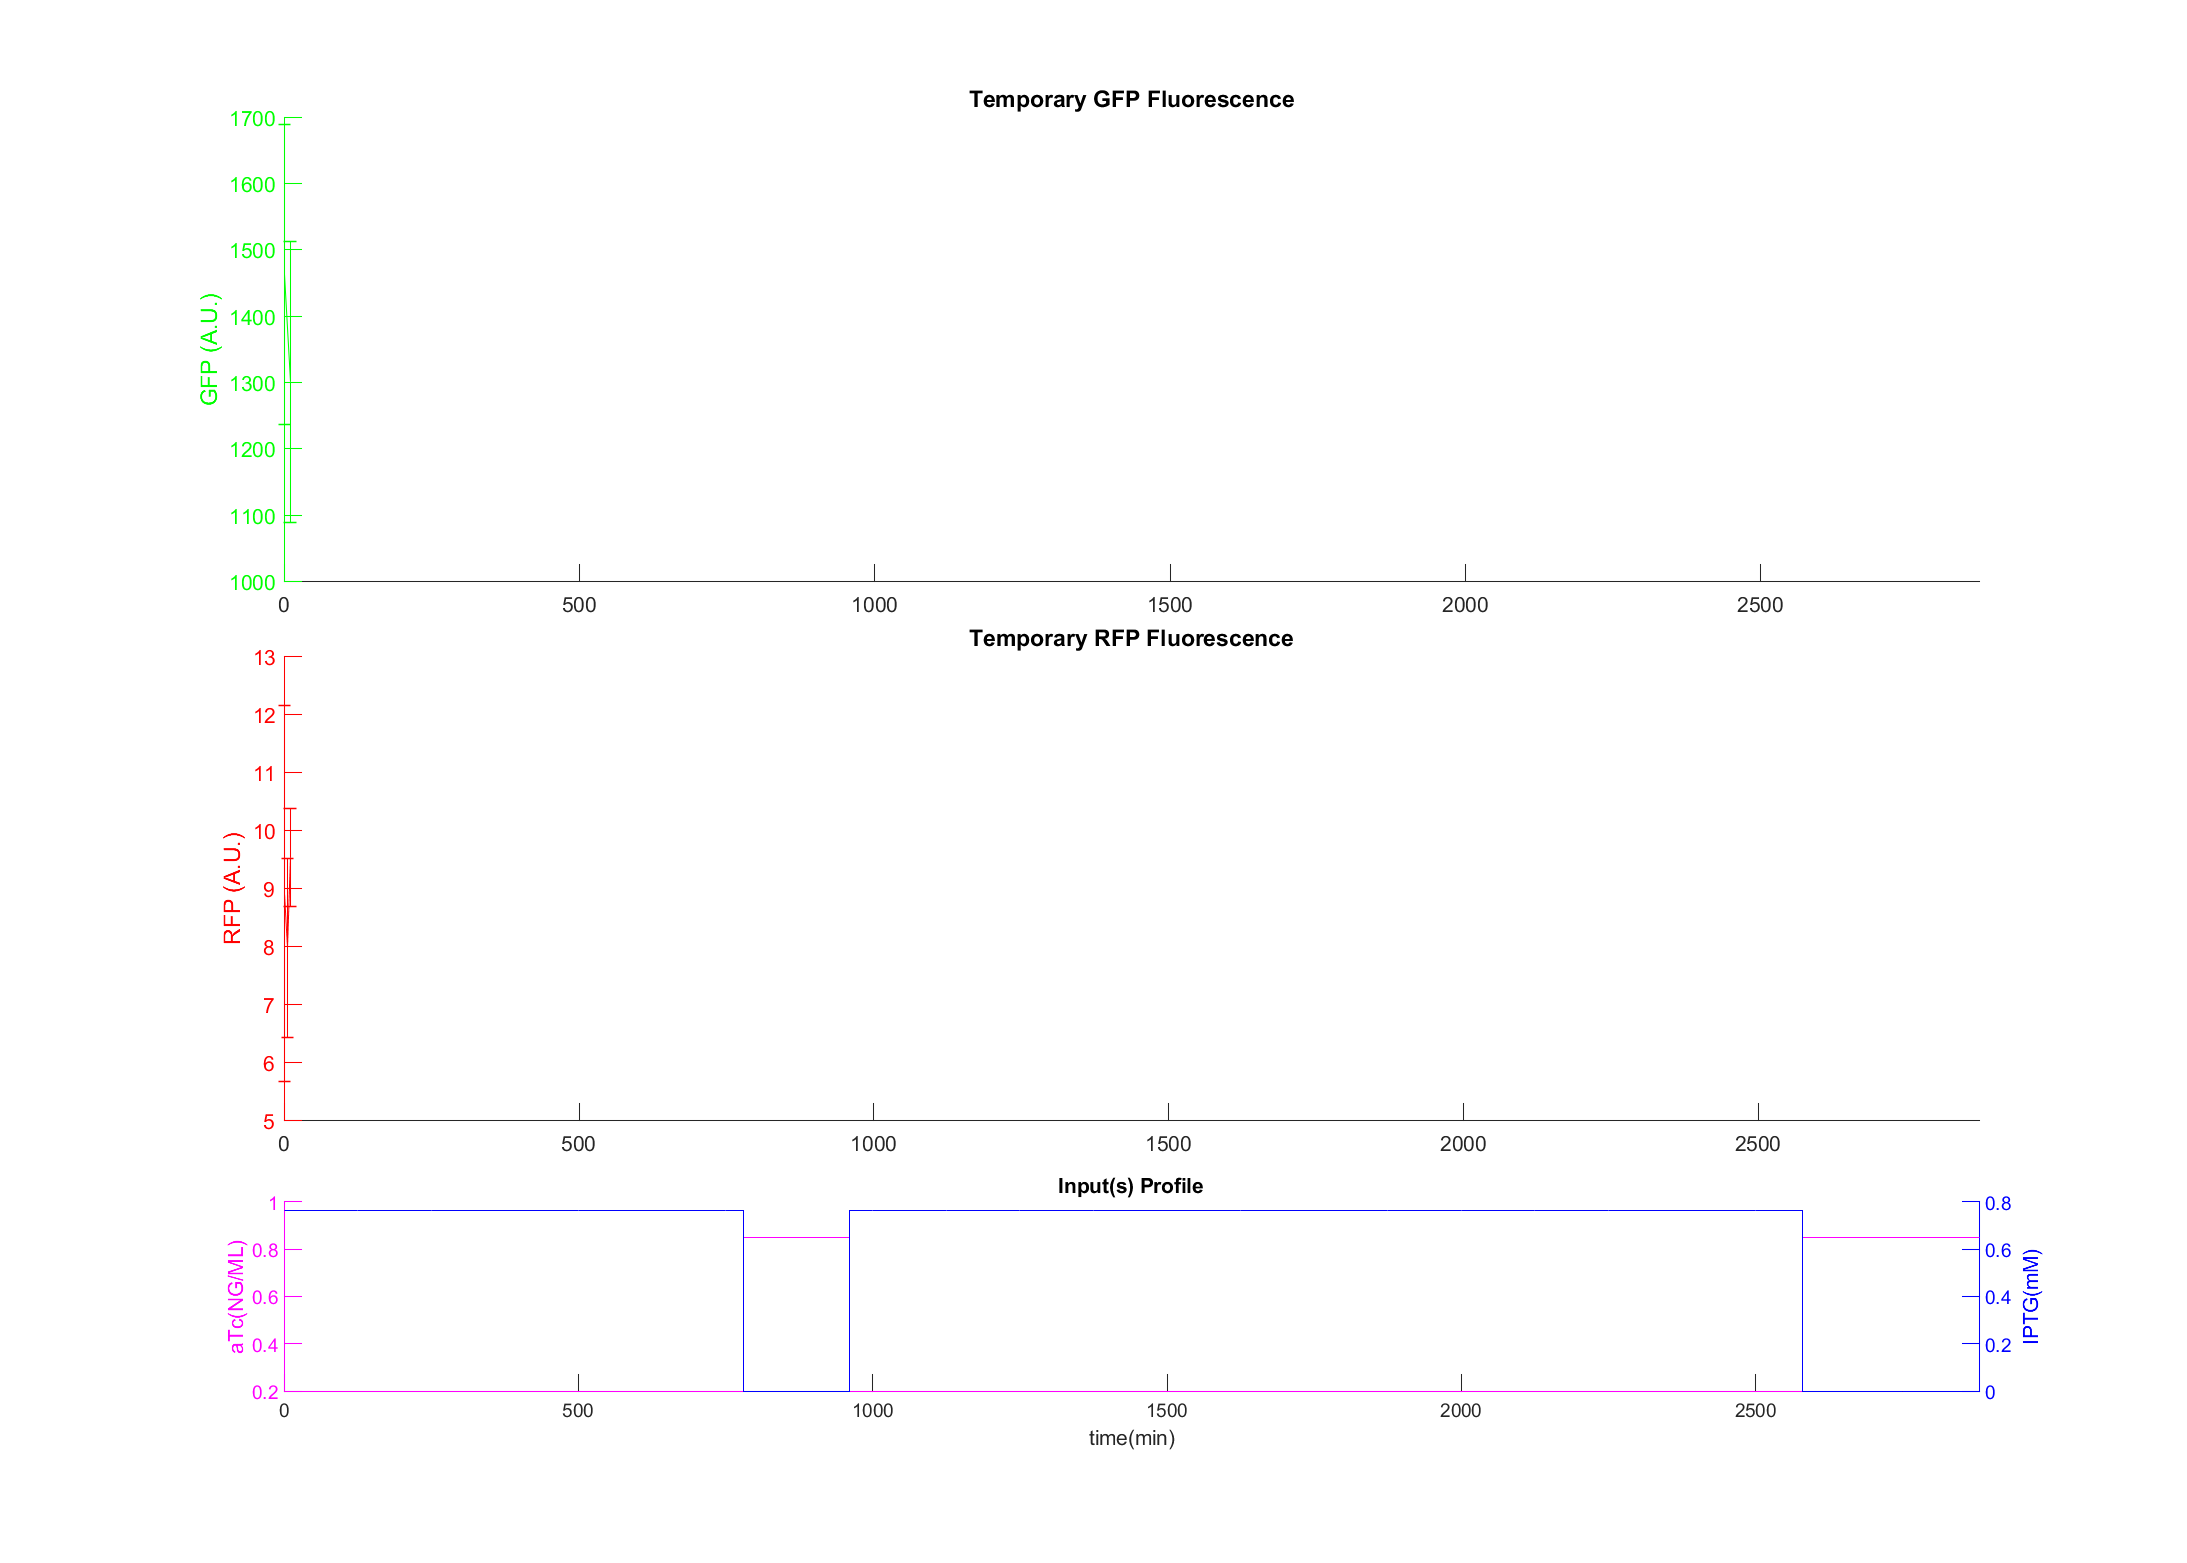 Temporary GFP Fluorescence
GFP (A.U.)
1700
1600
1500
1400
1300
1200
1100
1000
0 500 1000 1500 2000 2500
Temporary RFP Fluorescence
RFP (A.U.)
13
12
11
10
9
8
7
6
5
0 500 1000 1500 2000 2500
Input(s) Profile
aTc(NG/ML)
1
0.8
0.6
0.4
0.2
0.8
0.6
0.4
0.2
0
IPTG(mM)
0 500 1000 1500 2000 2500
time(min)